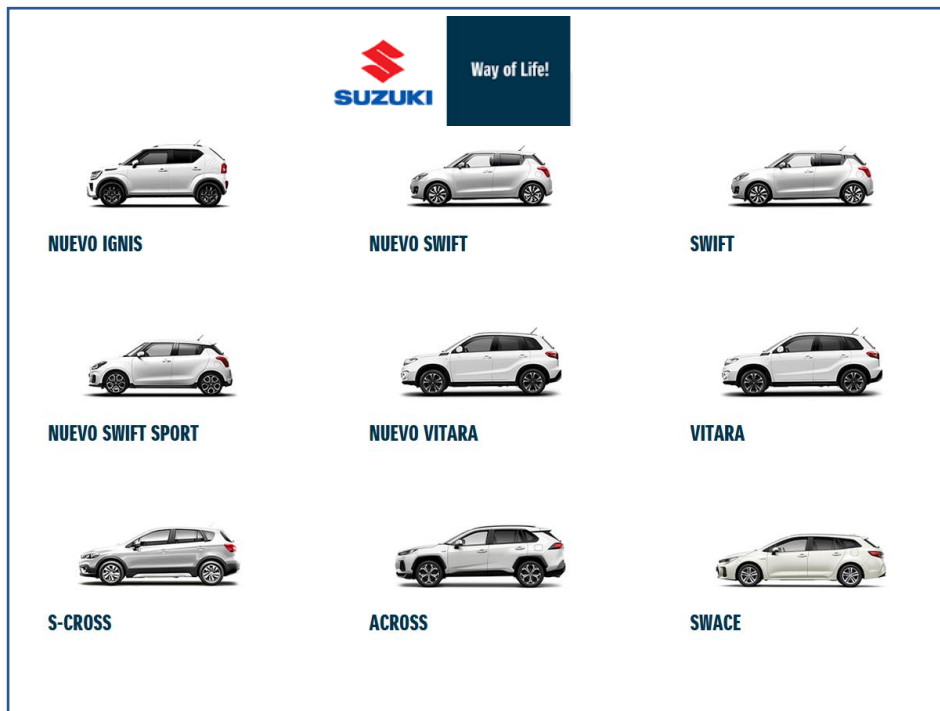 SUZUKI
Way of Life!
NUEVO IGNIS
NUEVO SWIFT
SWIFT
NUEVO SWIFT SPORT
NUEVO VITARA
VITARA
S-CROSS
ACROSS
SWACE